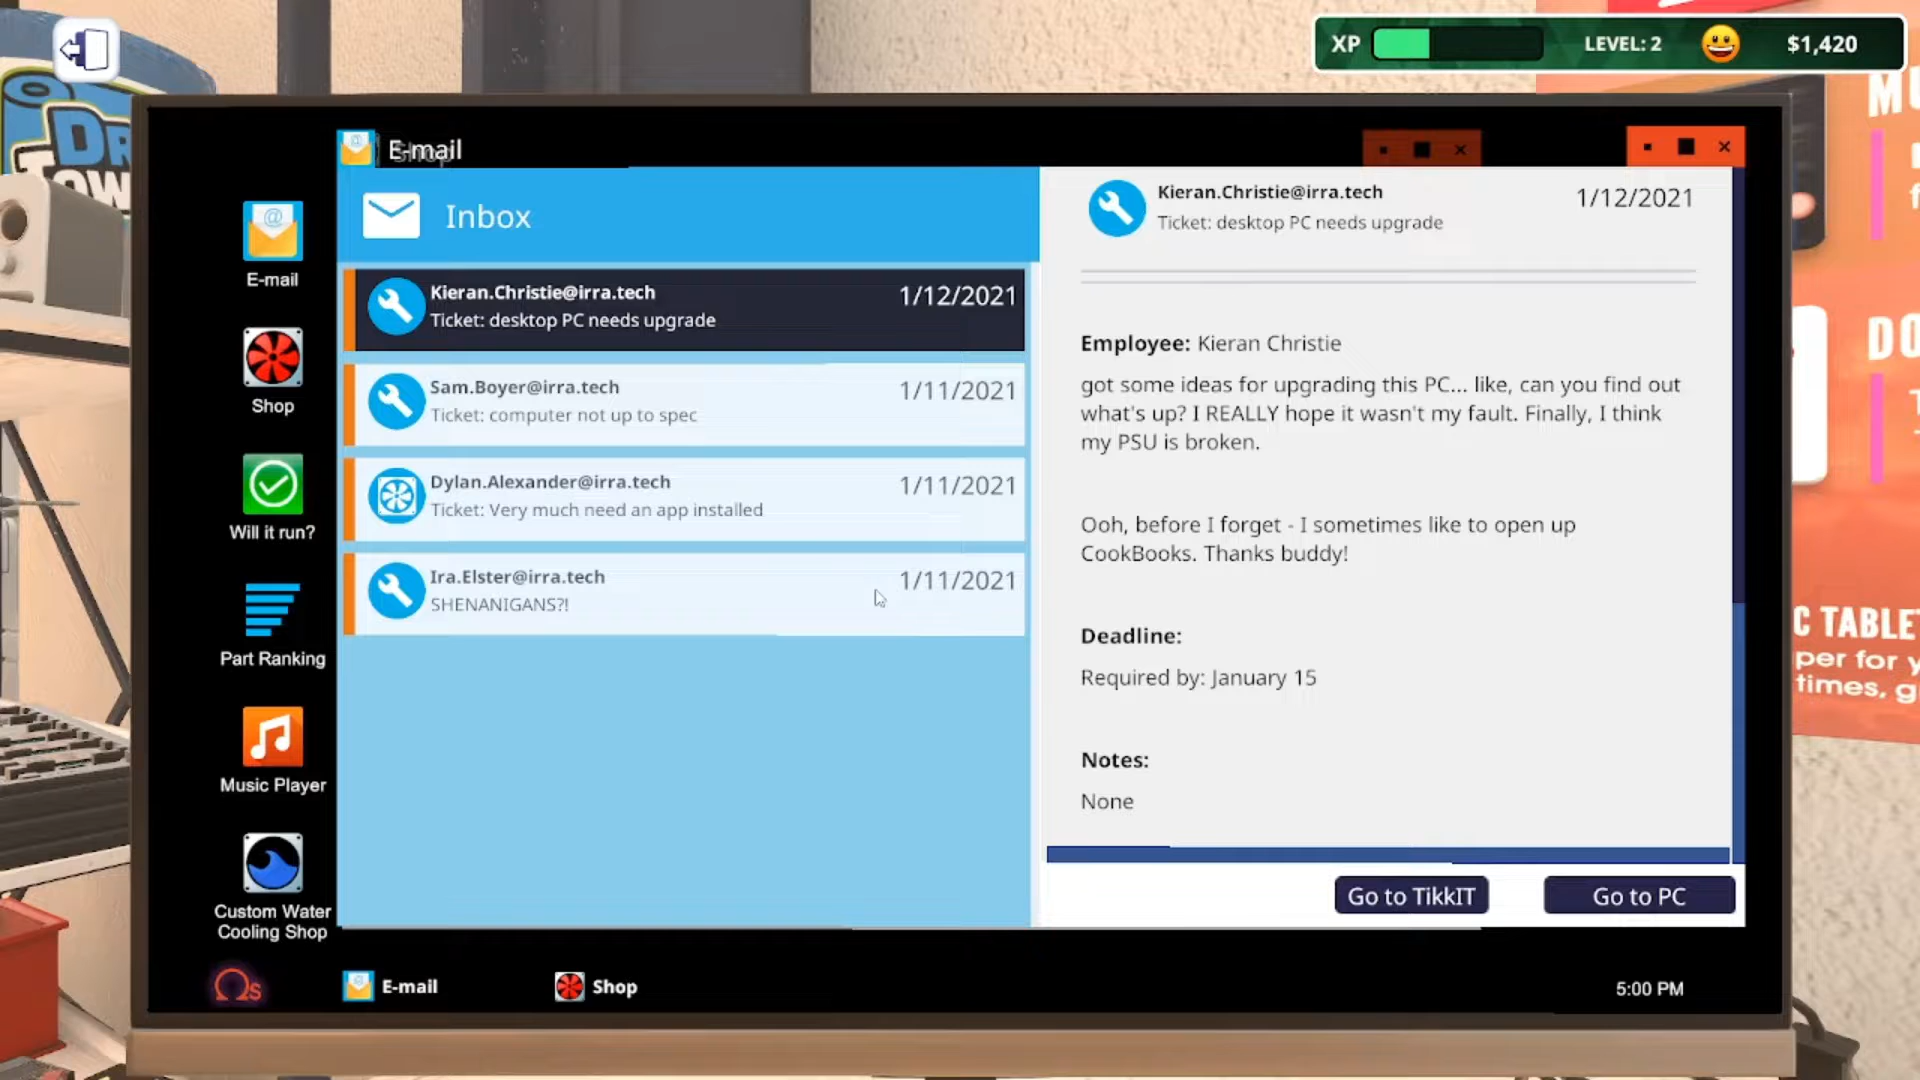 XP
LEVEL: 2
$1,420
E-mail
Shop
E-mail
Shop
Will it run?
Part Ranking
Music Player
Custom Water
Cooling Shop
Inbox
Kieran.Christie@irra.tech
1/12/2021
Ticket: desktop PC needs upgrade
Sam.Boyer@irra.tech
1/11/2021
Ticket: computer not up to spec
Dylan.Alexander@irra.tech
1/11/2021
Ticket: Very much need an app installed
Ira.Elster@irra.tech
1/11/2021
SHENANIGANS?!
Kieran.Christie@irra.tech
1/12/2021
Ticket: desktop PC needs upgrade
Employee: Kieran Christie
got some ideas for upgrading this PC... like, can you find out
what's up? I REALLY hope it wasn't my fault. Finally, I think
my PSU is broken.
Ooh, before I forget - I sometimes like to open up
CookBooks. Thanks buddy!
Deadline:
Required by: January 15
Notes:
None
Go to TikkIT
Go to PC
E-mail
Shop
5:00 PM
C TABLE
per for y
times, g